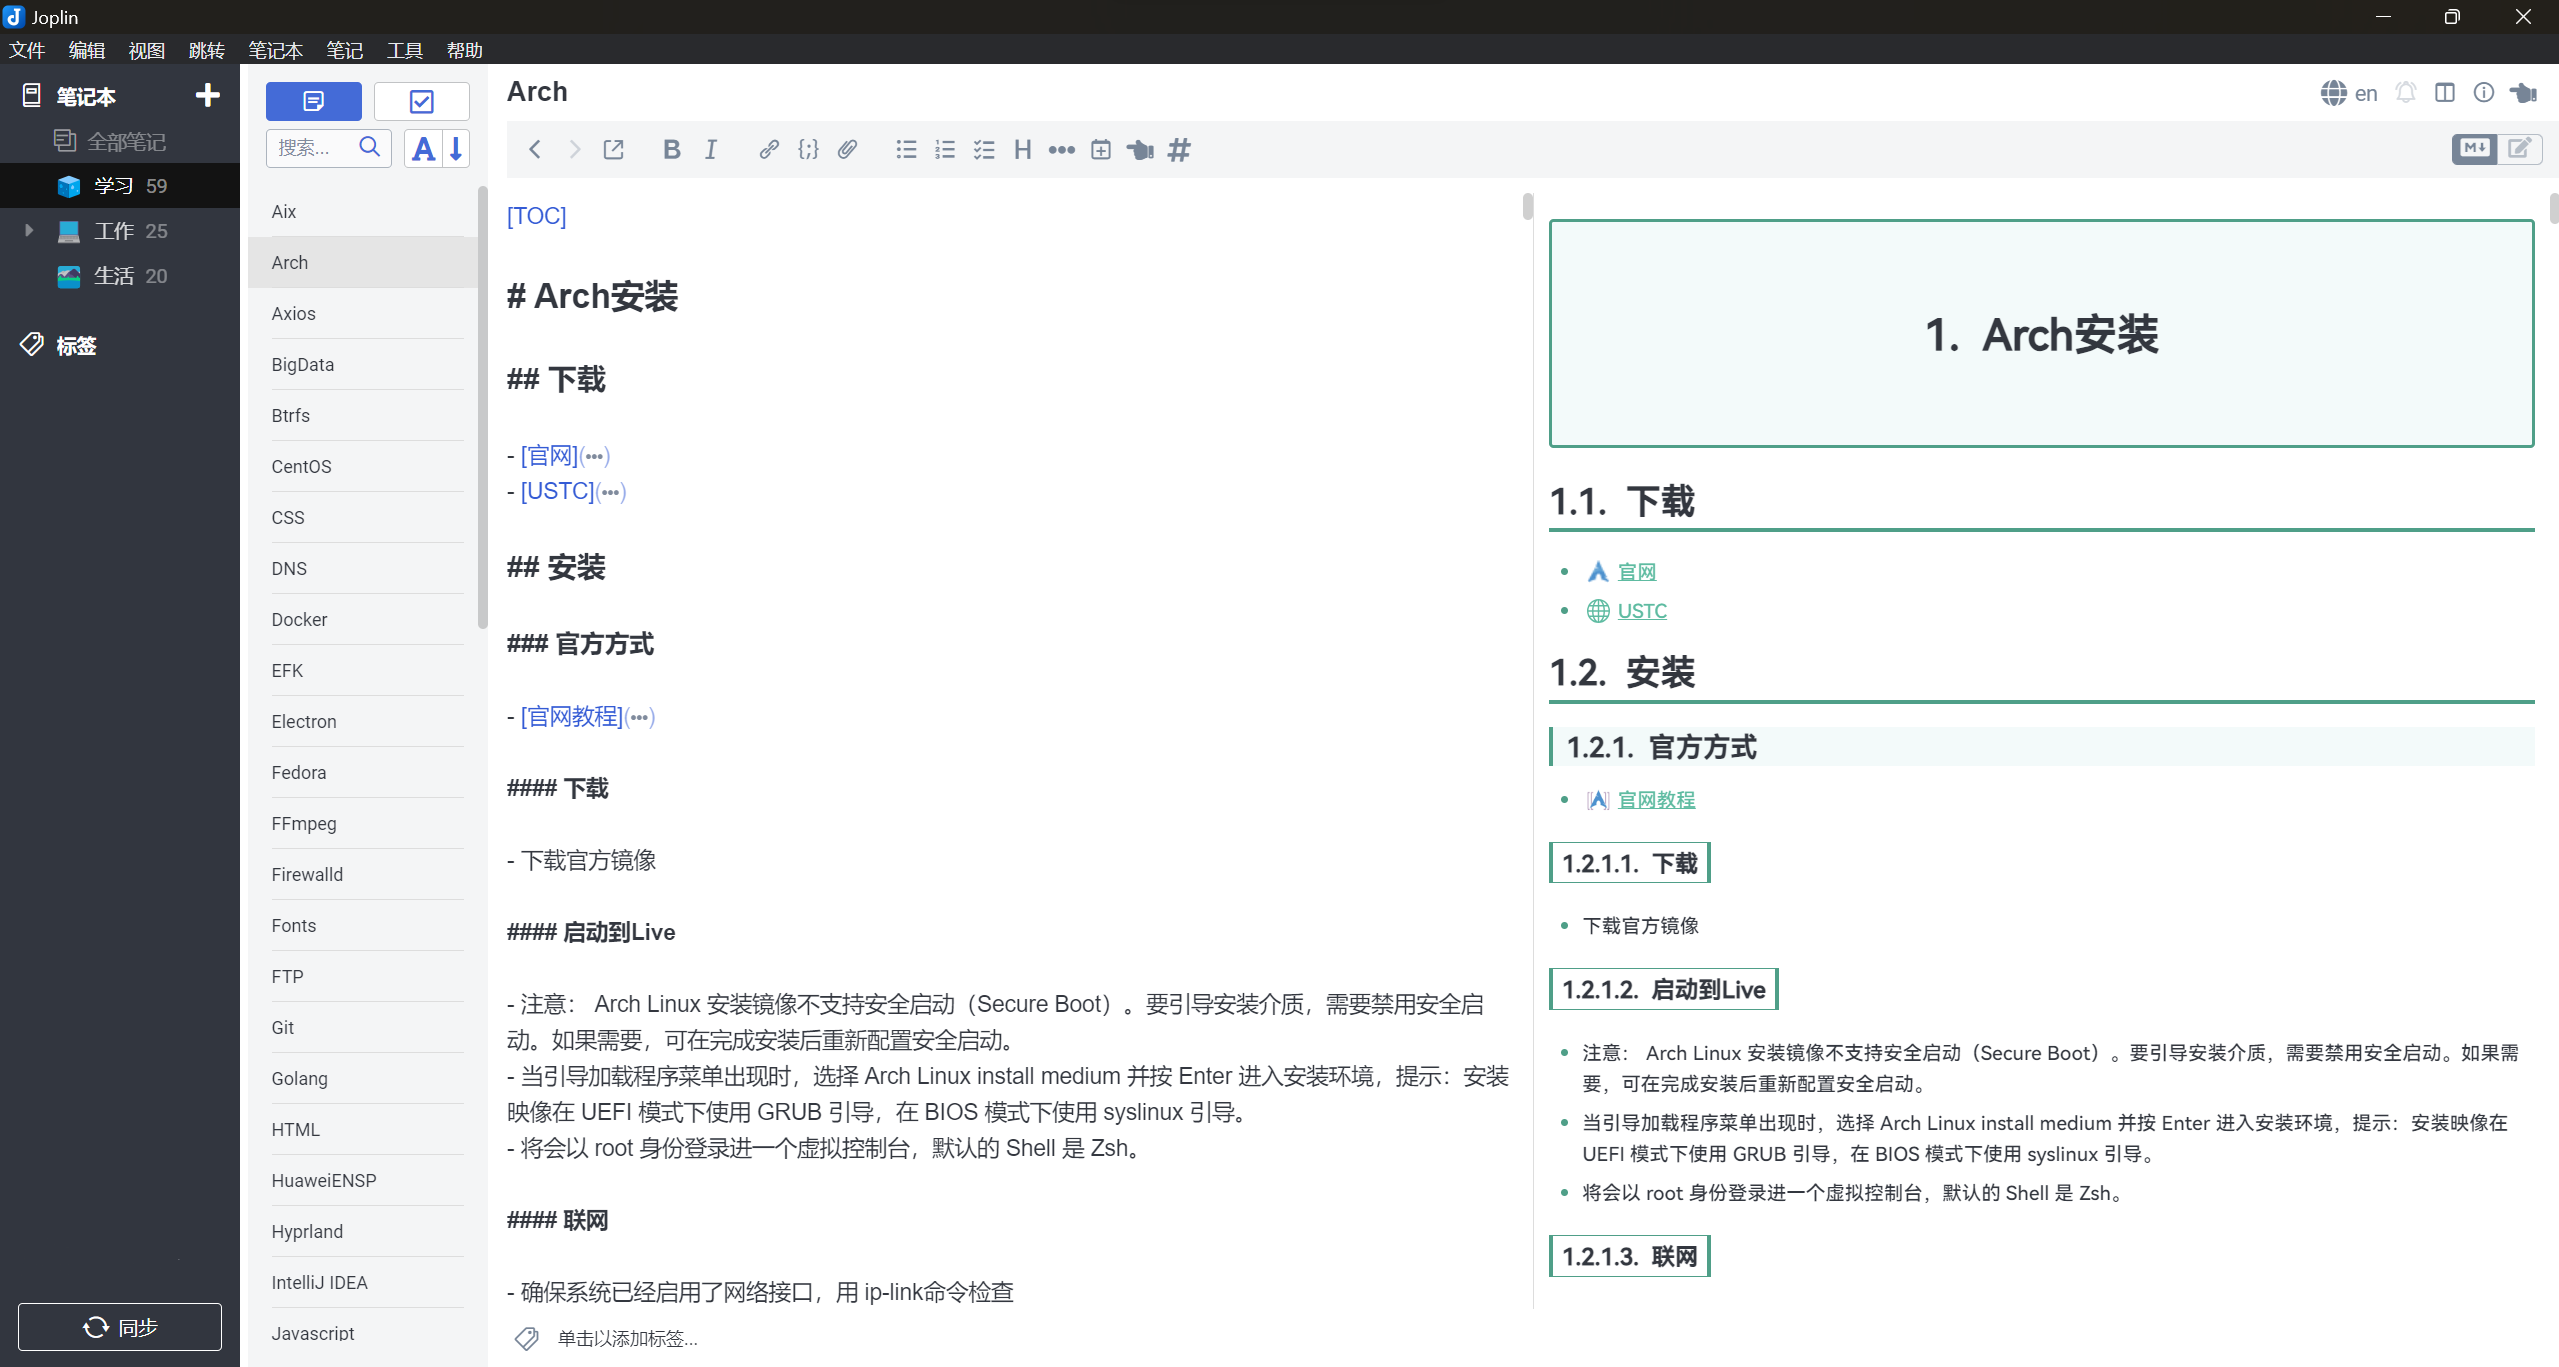 Joplin
文件 编辑 视图 跳转 笔记本 笔记 工具 帮助
笔记本
全部笔记
学习 59
工作 25
生活 20
标签
同步
搜索...
Aix
Arch
Axios
BigData
Btrfs
CentOS
CSS
DNS
Docker
EFK
Electron
Fedora
FFmpeg
Firewalld
Fonts
FTP
Git
Golang
HTML
HuaweiENSP
Hyprland
IntelliJ IDEA
Javascript
Arch
en
[TOC]
# Arch安装
## 下载
- [官网](•••)
- [USTC](•••)
## 安装
### 官方方式
- [官网教程](•••)
#### 下载
- 下载官方镜像
#### 启动到Live
- 注意： Arch Linux 安装镜像不支持安全启动（Secure Boot）。要引导安装介质，需要禁用安全启
动。如果需要，可在完成安装后重新配置安全启动。
- 当引导加载程序菜单出现时，选择 Arch Linux install medium 并按 Enter 进入安装环境，提示：安装
映像在 UEFI 模式下使用 GRUB 引导，在 BIOS 模式下使用 syslinux 引导。
- 将会以 root 身份登录进一个虚拟控制台，默认的 Shell 是 Zsh。
#### 联网
- 确保系统已经启用了网络接口，用 ip-link命令检查
单击以添加标签...
1. Arch安装
1.1. 下载
• 官网
• USTC
1.2. 安装
1.2.1. 官方方式
• 官网教程
1.2.1.1. 下载
• 下载官方镜像
1.2.1.2. 启动到Live
• 注意： Arch Linux 安装镜像不支持安全启动（Secure Boot）。要引导安装介质，需要禁用安全启动。如果需
要，可在完成安装后重新配置安全启动。
• 当引导加载程序菜单出现时，选择 Arch Linux install medium 并按 Enter 进入安装环境，提示：安装映像在
UEFI 模式下使用 GRUB 引导，在 BIOS 模式下使用 syslinux 引导。
• 将会以 root 身份登录进一个虚拟控制台，默认的 Shell 是 Zsh。
1.2.1.3. 联网